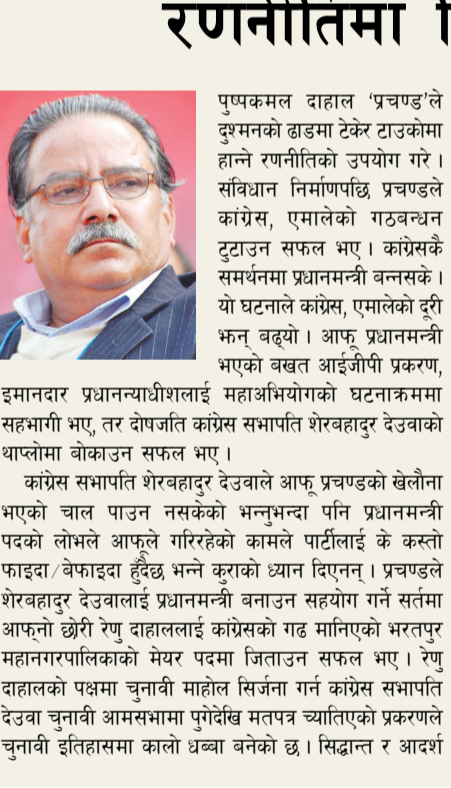 रणनीतिमा
पुष्पकमल दाहाल ‘प्रचण्ड’ले
दुश्मनको ढाडमा टेकेर टाउकोमा
हान्ने रणनीतिको उपयोग गरे ।
संविधान निर्माणपछि प्रचण्डले
कांग्रेस, एमालेको गठबन्धन
टुटाउन सफल भए । कांग्रेसकै
समर्थनमा प्रधानमन्त्री बन्नसके ।
यो घटनाले कांग्रेस, एमालेको दूरी
झन् बढ्यो । आफू प्रधानमन्त्री
भएको बखत आईजीपी प्रकरण,
इमानदार प्रधानन्याधीशलाई महाअभियोगको घटनाक्रममा
सहभागी भए, तर दोषजति कांग्रेस सभापति शेरबहादुर देउवाको
थाप्लोमा बोकाउन सफल भए ।
कांग्रेस सभापति शेरबहादुर देउवाले आफू प्रचण्डको खेलौना
भएको चाल पाउन नसकेको भन्नुभन्दा पनि प्रधानमन्त्री
पदको लोभले आफूले गरिरहेको कामले पार्टीलाई के कस्तो
फाइदा/बेफाइदा हुँदैछ भन्ने कुराको ध्यान दिएनन् । प्रचण्डले
शेरबहादुर देउवालाई प्रधानमन्त्री बनाउन सहयोग गर्ने सर्तमा
आफ्नो छोरी रेणु दाहाललाई कांग्रेसको गढ मानिएको भरतपुर
महानगरपालिकाको मेयर पदमा जिताउन सफल भए । रेणु
दाहालको पक्षमा चुनावी माहोल सिर्जना गर्न कांग्रेस सभापति
देउवा चुनावी आमसभामा पुगेदेखि मतपत्र च्यातिएको प्रकरणले
चुनावी इतिहासमा कालो धब्बा बनेको छ । सिद्धान्त र आदर्श